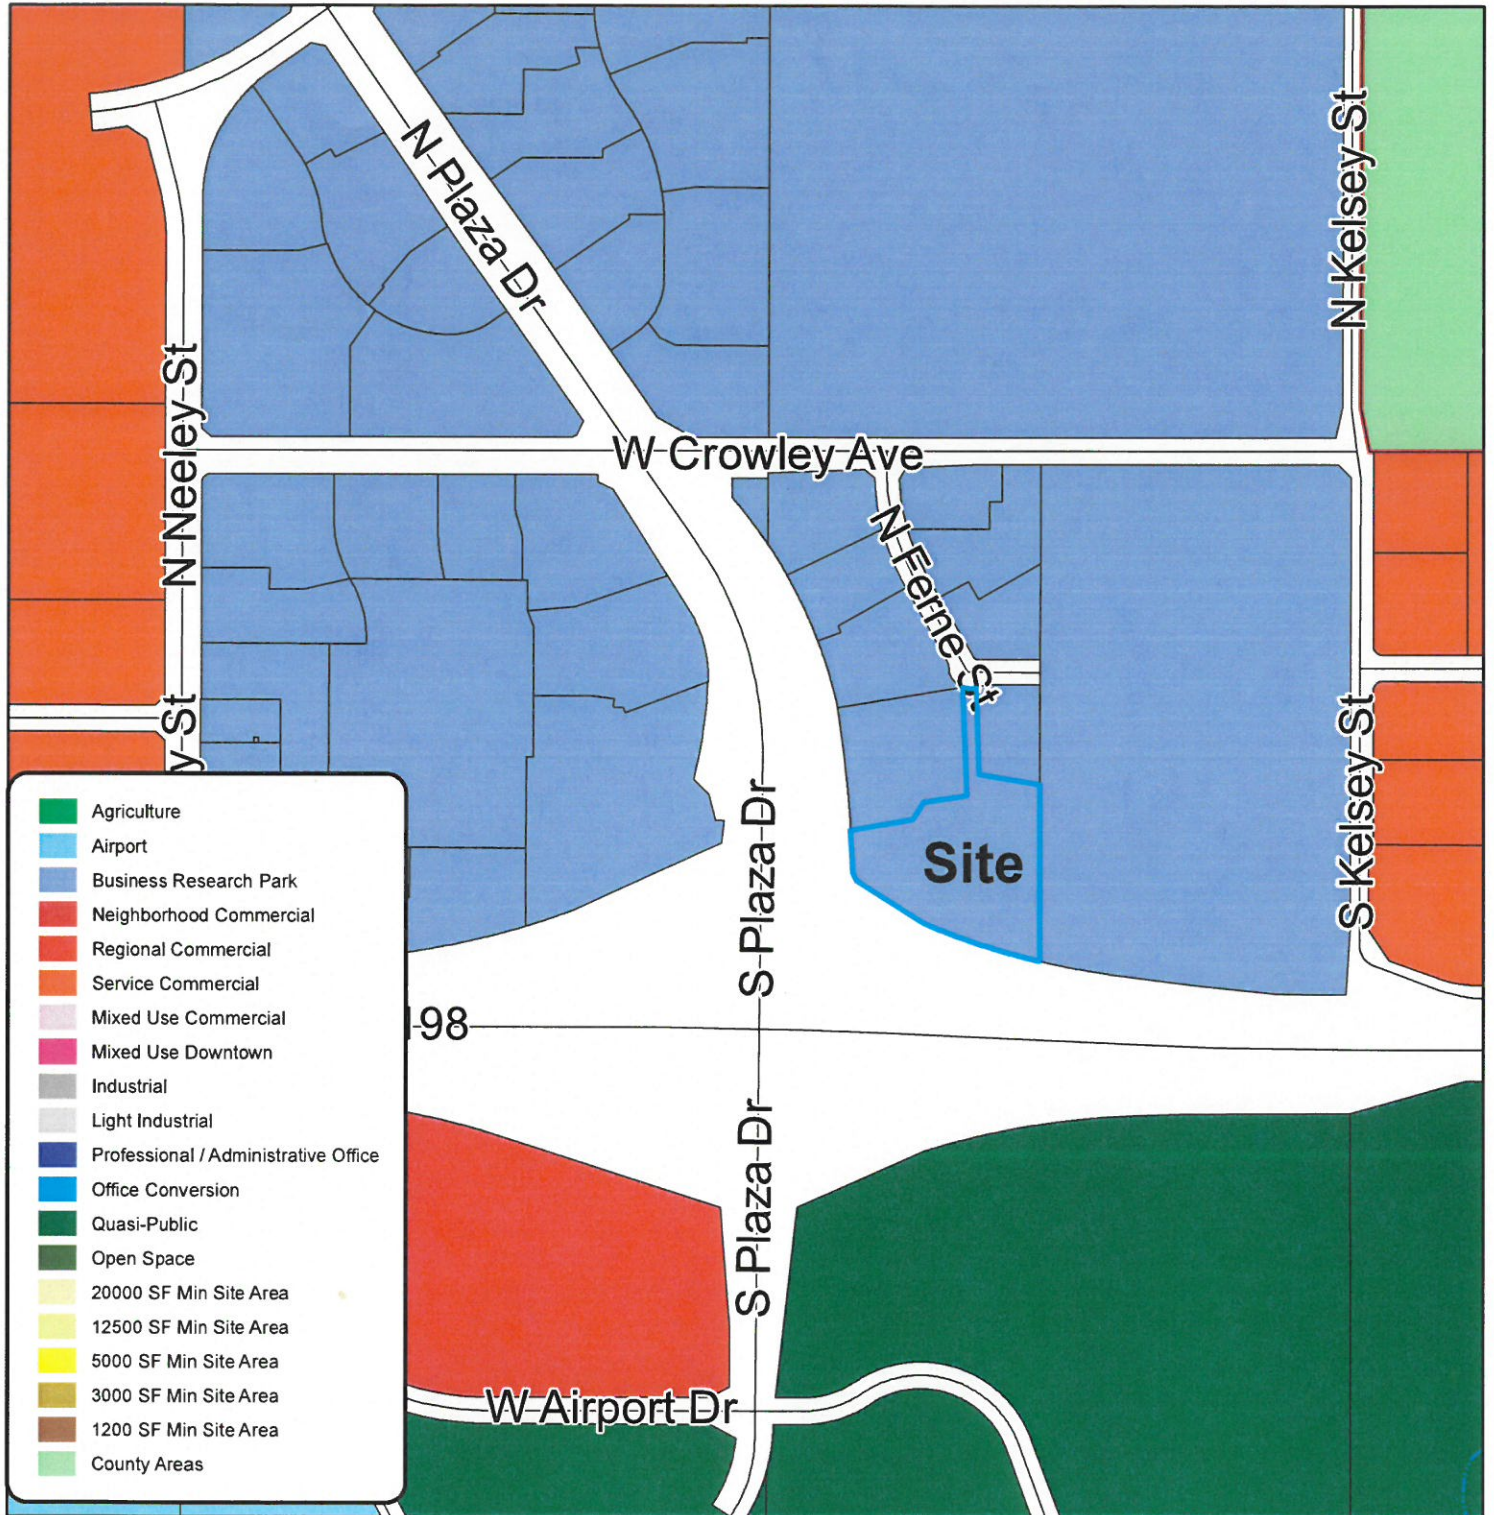 N Plaza Dr
N Kelsey St
N Neeley St
W Crowley Ave
N Ferne St
y St
S Kelsey St
S Plaza Dr
Site
198
S Plaza Dr
W Airport Dr
Agriculture
Airport
Business Research Park
Neighborhood Commercial
Regional Commercial
Service Commercial
Mixed Use Commercial
Mixed Use Downtown
Industrial
Light Industrial
Professional / Administrative Office
Office Conversion
Quasi-Public
Open Space
20000 SF Min Site Area
12500 SF Min Site Area
5000 SF Min Site Area
3000 SF Min Site Area
1200 SF Min Site Area
County Areas